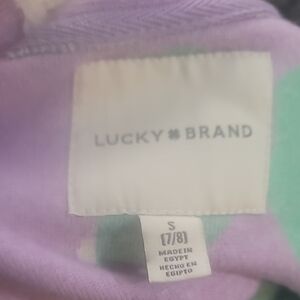 LUCKY BRAND
S
(7/8)
MADE IN
EGYPT
HECHO EN
EGIPTO